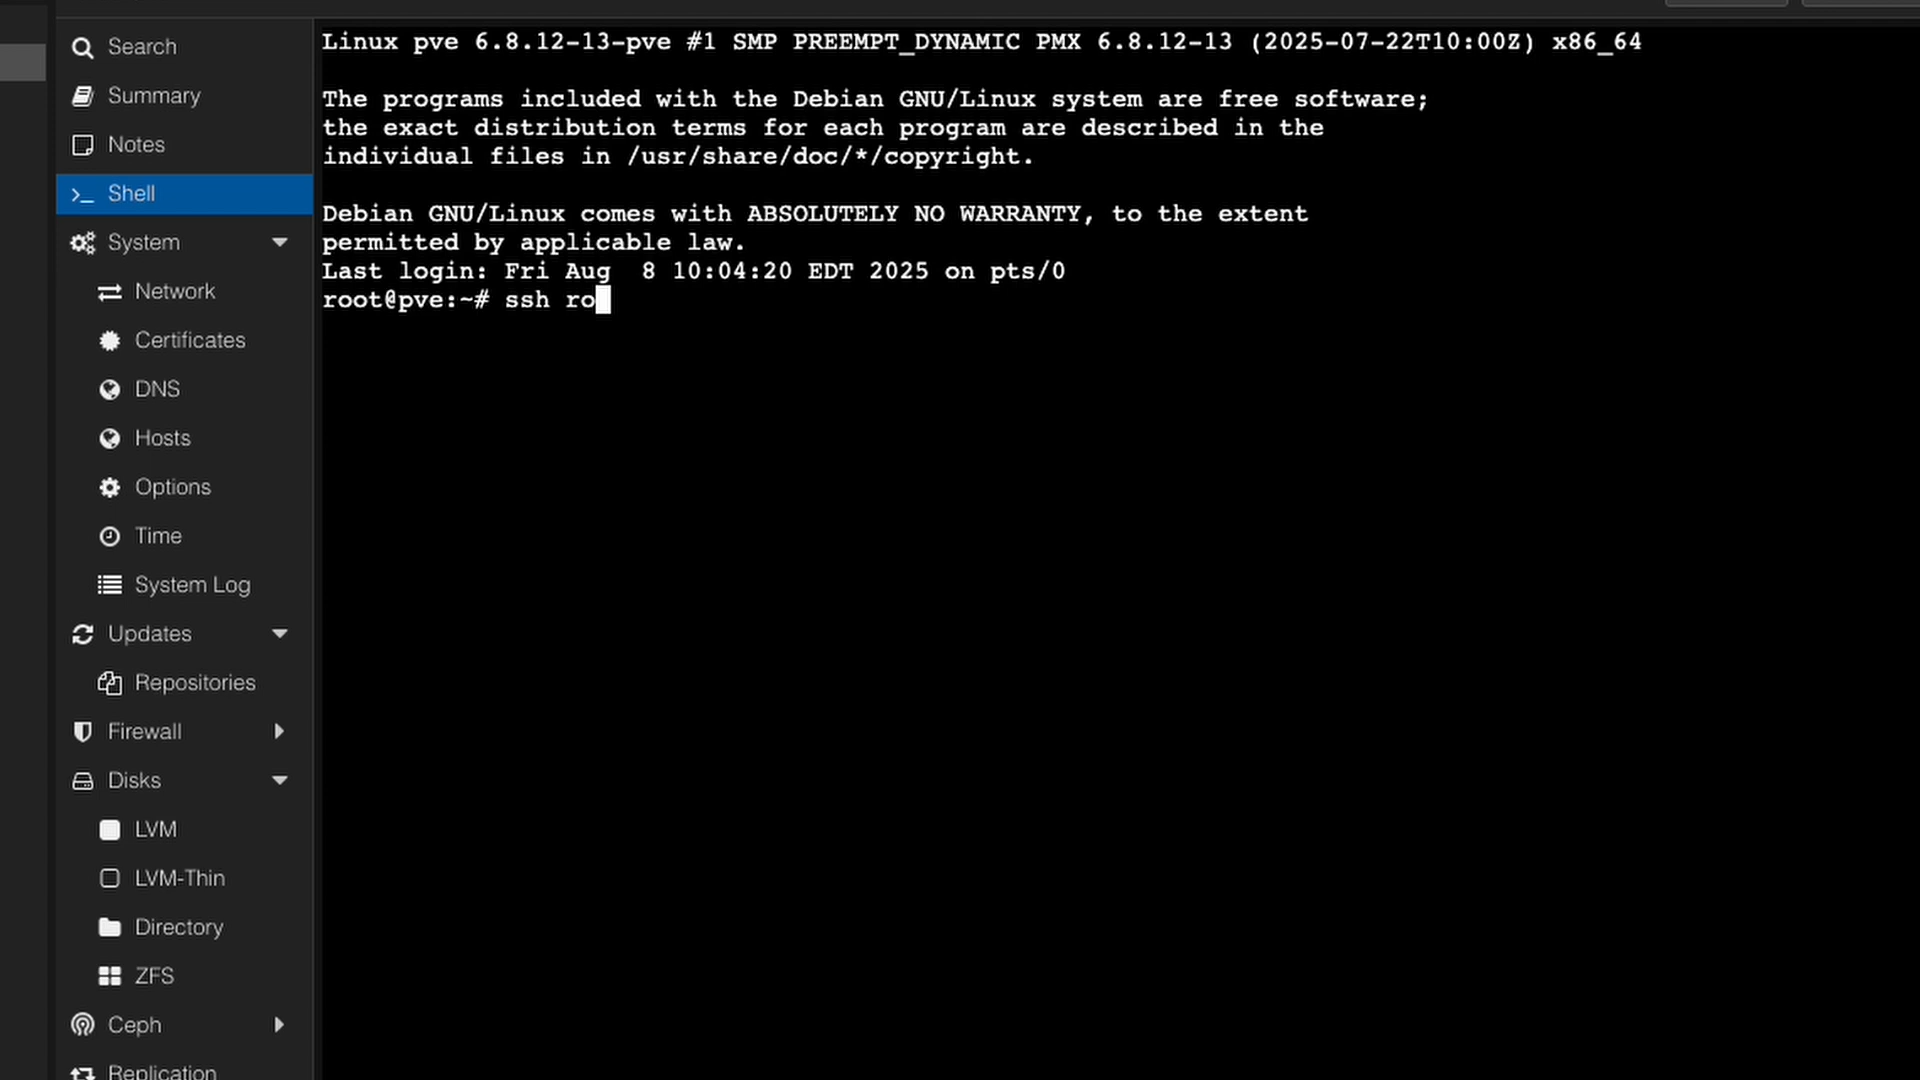 Search
Summary
Notes
Shell
System
Network
Certificates
DNS
Hosts
Options
Time
System Log
Updates
Repositories
Firewall
Disks
LVM
LVM-Thin
Directory
ZFS
Ceph
Replication
Linux pve 6.8.12-13-pve #1 SMP PREEMPT_DYNAMIC PMX 6.8.12-13 (2025-07-22T10:00Z) x86_64
The programs included with the Debian GNU/Linux system are free software;
the exact distribution terms for each program are described in the
individual files in /usr/share/doc/*/copyright.
Debian GNU/Linux comes with ABSOLUTELY NO WARRANTY, to the extent
permitted by applicable law.
Last login: Fri Aug  8 10:04:20 EDT 2025 on pts/0
root@pve:~# ssh ro